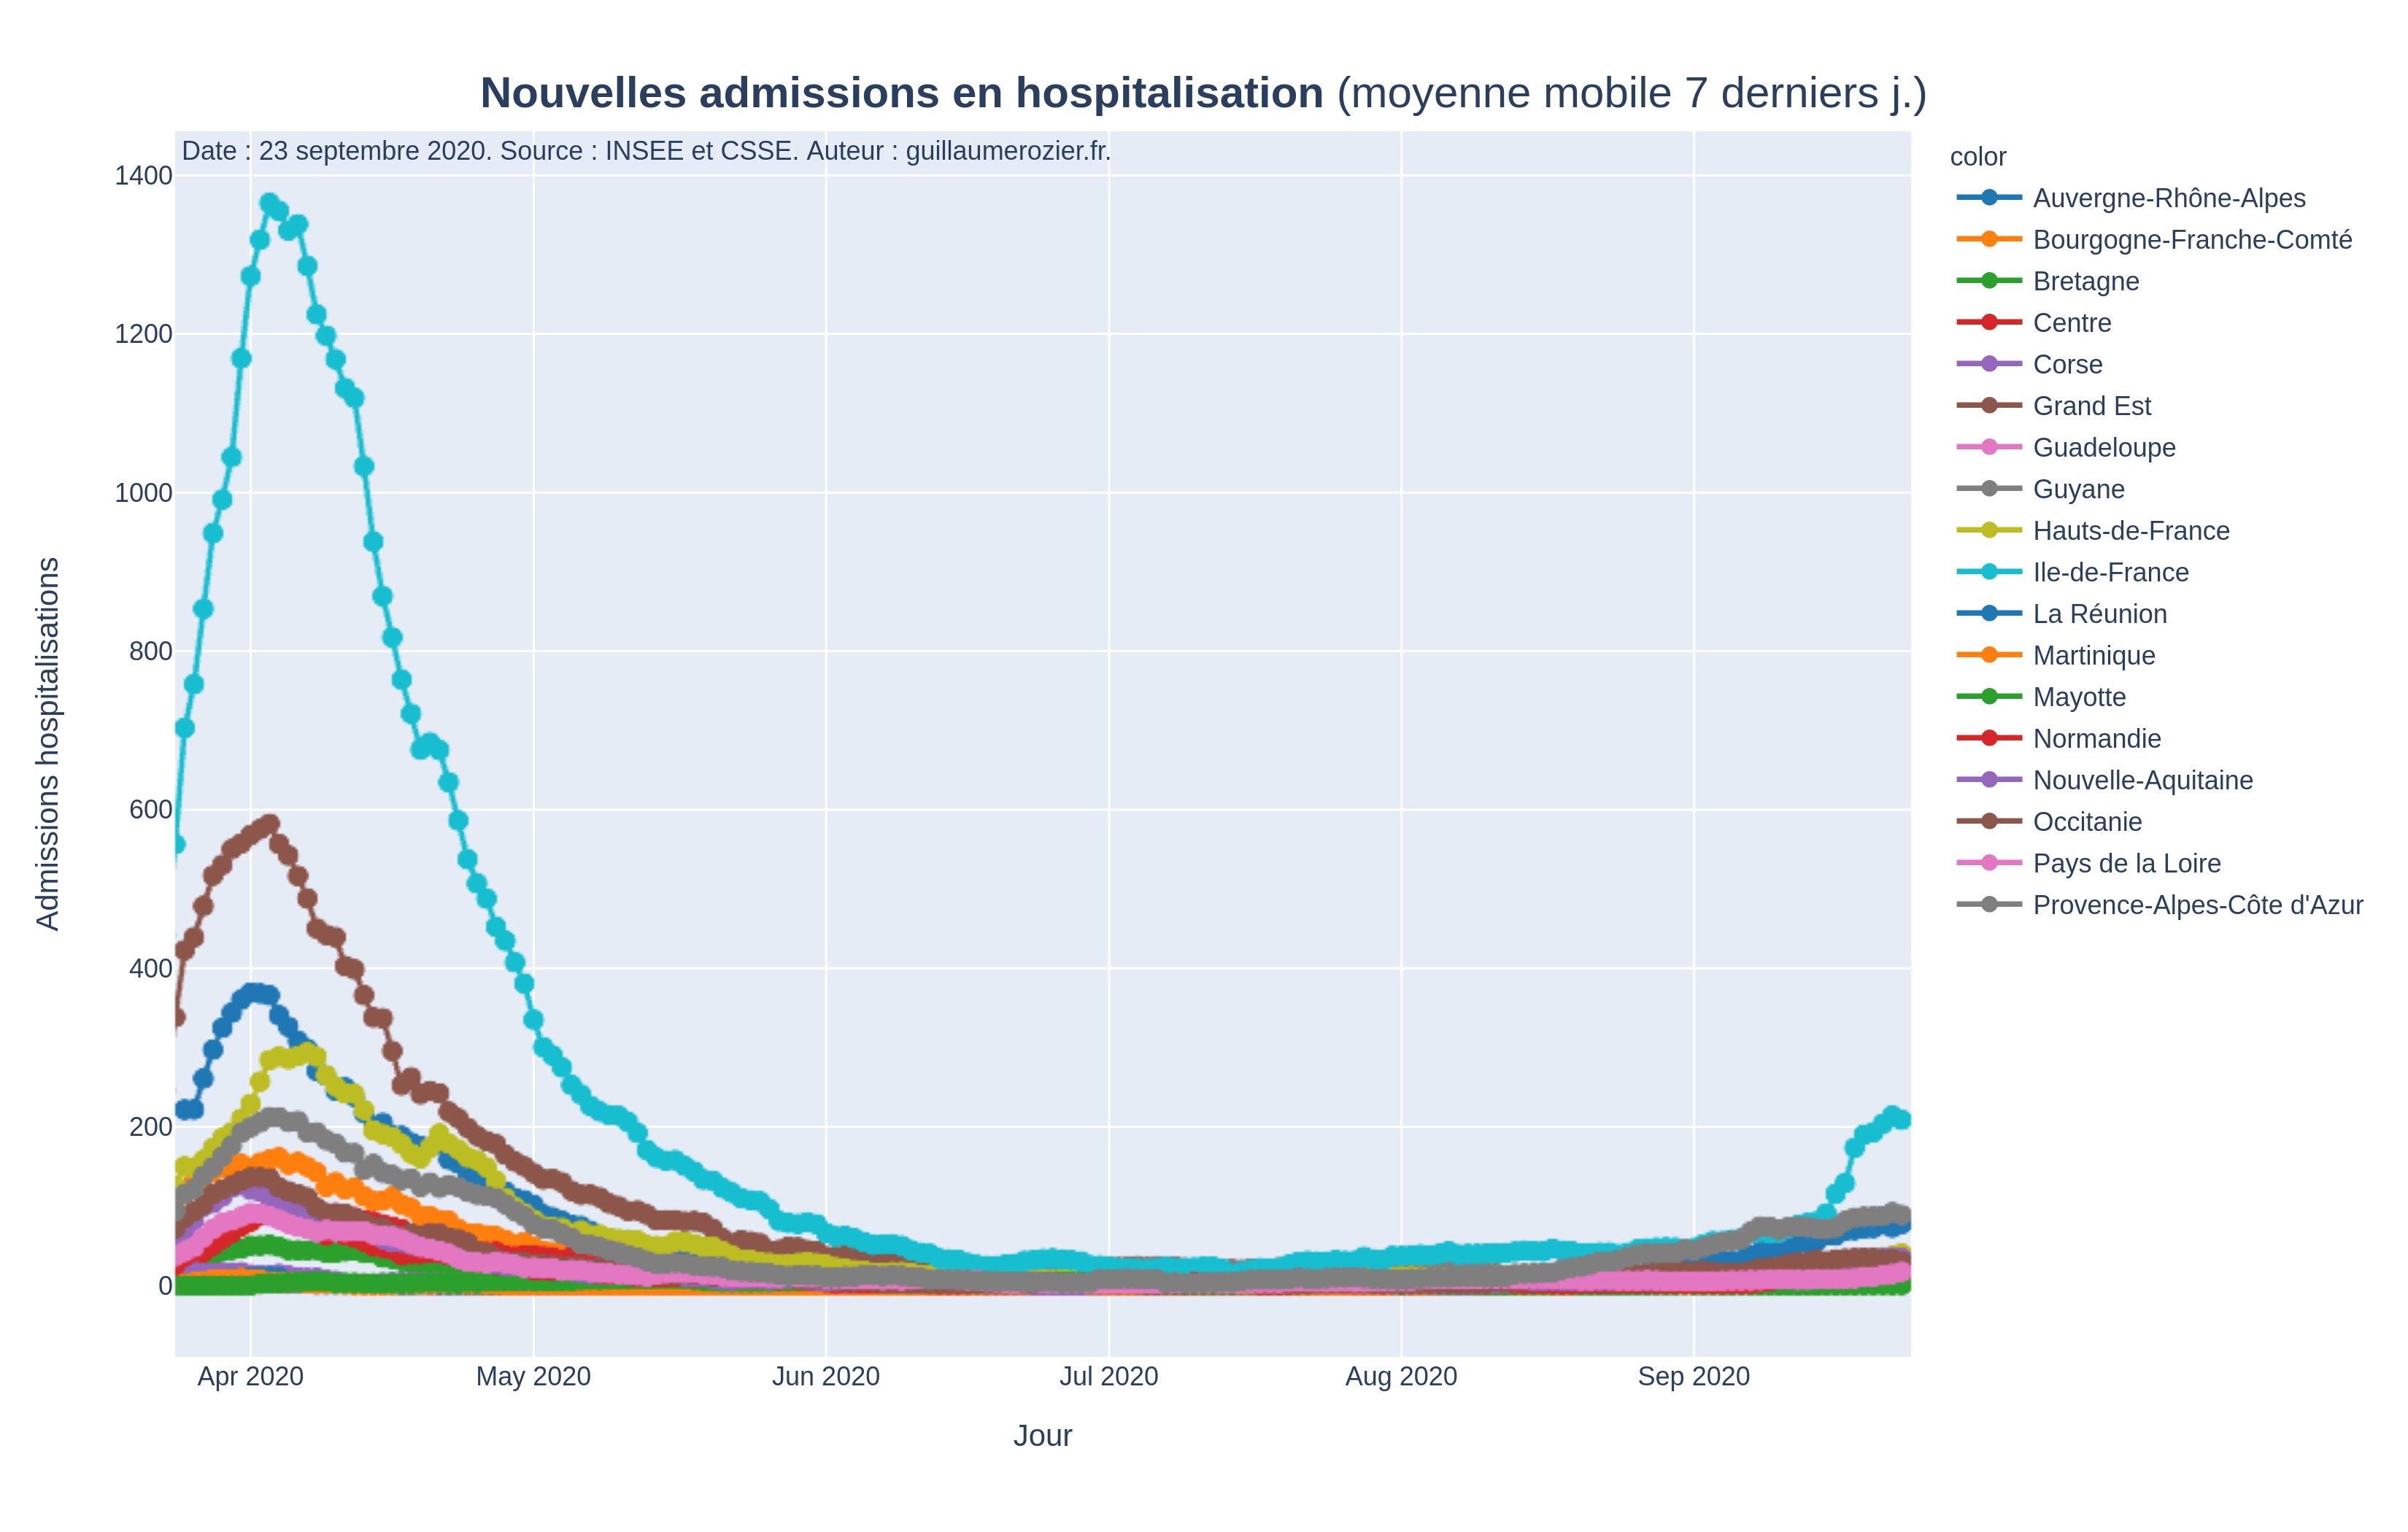 Nouvelles admissions en hospitalisation (moyenne mobile 7 derniers j.)
Date : 23 septembre 2020. Source : INSEE et CSSE. Auteur : guillaumerozier.fr.
1400
1200
1000
800
600
400
200
0
Admissions hospitalisations
Apr 2020
May 2020
Jun 2020
Jul 2020
Aug 2020
Sep 2020
Jour
color
Auvergne-Rhône-Alpes
Bourgogne-Franche-Comté
Bretagne
Centre
Corse
Grand Est
Guadeloupe
Guyane
Hauts-de-France
Ile-de-France
La Réunion
Martinique
Mayotte
Normandie
Nouvelle-Aquitaine
Occitanie
Pays de la Loire
Provence-Alpes-Côte d'Azur